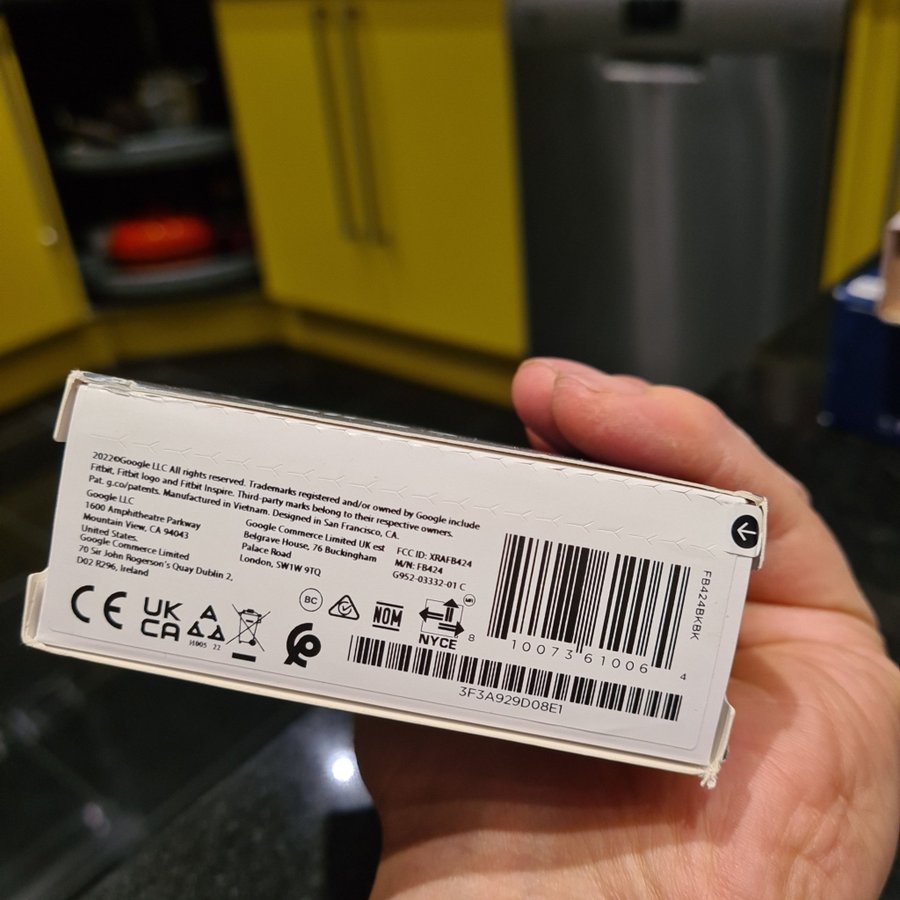 2022©Google LLC All rights reserved. Trademarks registered and/or owned by Google include
Fitbit, Fitbit logo and Fitbit Inspire. Third-party marks belong to their respective owners.
Pat. g.co/patents. Manufactured in Vietnam. Designed in San Francisco, CA.
Google LLC
1600 Amphitheatre Parkway
Mountain View, CA 94043
United States.
Google Commerce Limited
70 Sir John Rogerson's Quay Dublin 2,
D02 R296, Ireland
Google Commerce Limited UK est
Belgrave House, 76 Buckingham
Palace Road
London, SW1W 9TQ
FCC ID: XRAFB424
M/N: FB424
G952-03332-01 C
CE
UK
CA
H005 22
BC
NOM
NYCE
8 10073 61006 4
3F3A929D08E1
FB424BKBK